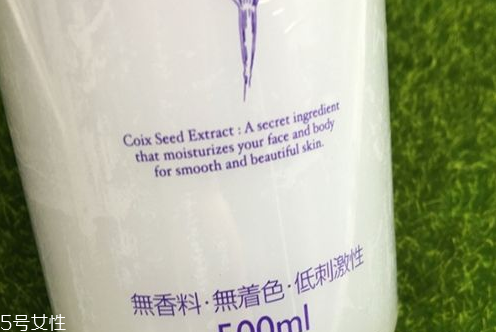 Coix Seed Extract : A secret ingredient
that moisturizes your face and body
for smooth and beautiful skin.
無香料・無着色・低刺激性
500ml
5号女性